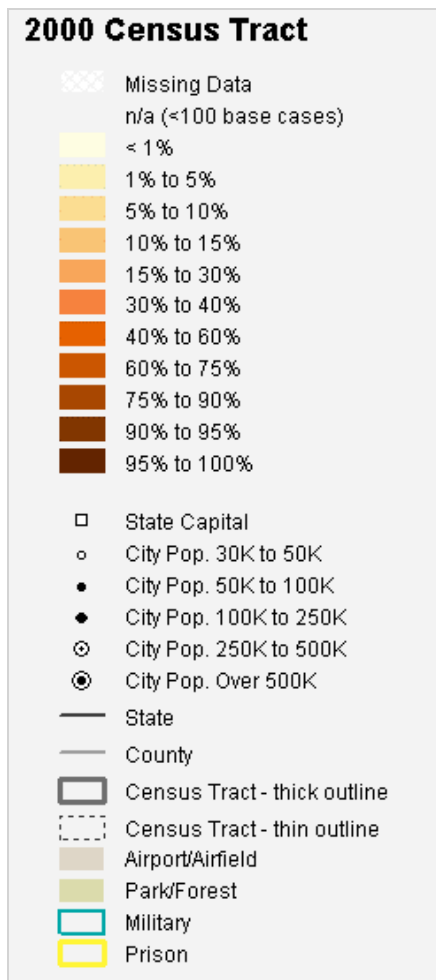 2000 Census Tract
Missing Data
n/a (<100 base cases)
< 1%
1% to 5%
5% to 10%
10% to 15%
15% to 30%
30% to 40%
40% to 60%
60% to 75%
75% to 90%
90% to 95%
95% to 100%
State Capital
City Pop. 30K to 50K
City Pop. 50K to 100K
City Pop. 100K to 250K
City Pop. 250K to 500K
City Pop. Over 500K
State
County
Census Tract - thick outline
Census Tract - thin outline
Airport/Airfield
Park/Forest
Military
Prison